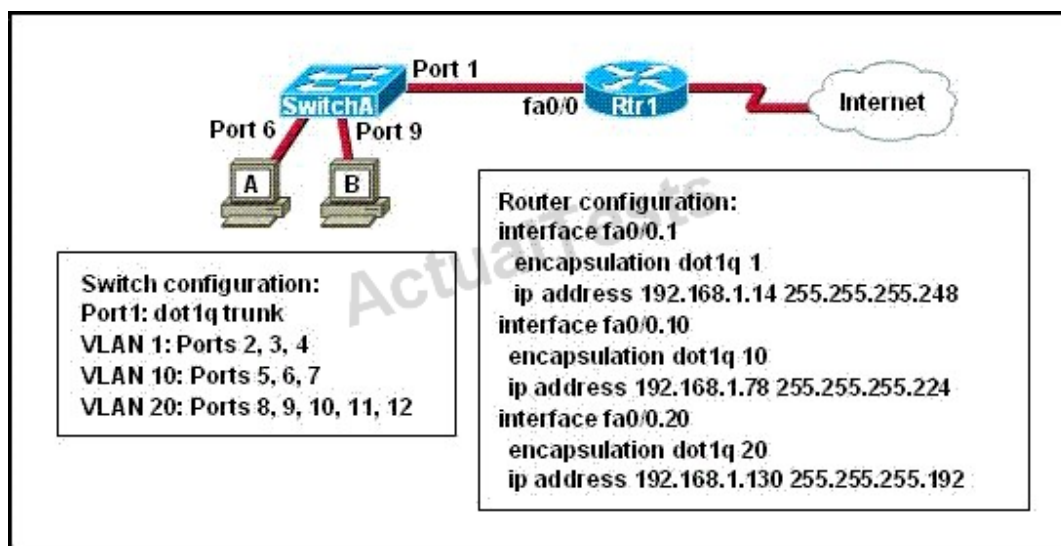 Port 1
SwitchA
fa0/0
Rtr1
Internet
Port 6
Port 9
A
B
ActualTests
Switch configuration:
Port1: dot1q trunk
VLAN 1: Ports 2, 3, 4
VLAN 10: Ports 5, 6, 7
VLAN 20: Ports 8, 9, 10, 11, 12
Router configuration:
interface fa0/0.1
encapsulation dot1q 1
ip address 192.168.1.14 255.255.255.248
interface fa0/0.10
encapsulation dot1q 10
ip address 192.168.1.78 255.255.255.224
interface fa0/0.20
encapsulation dot1q 20
ip address 192.168.1.130 255.255.255.192